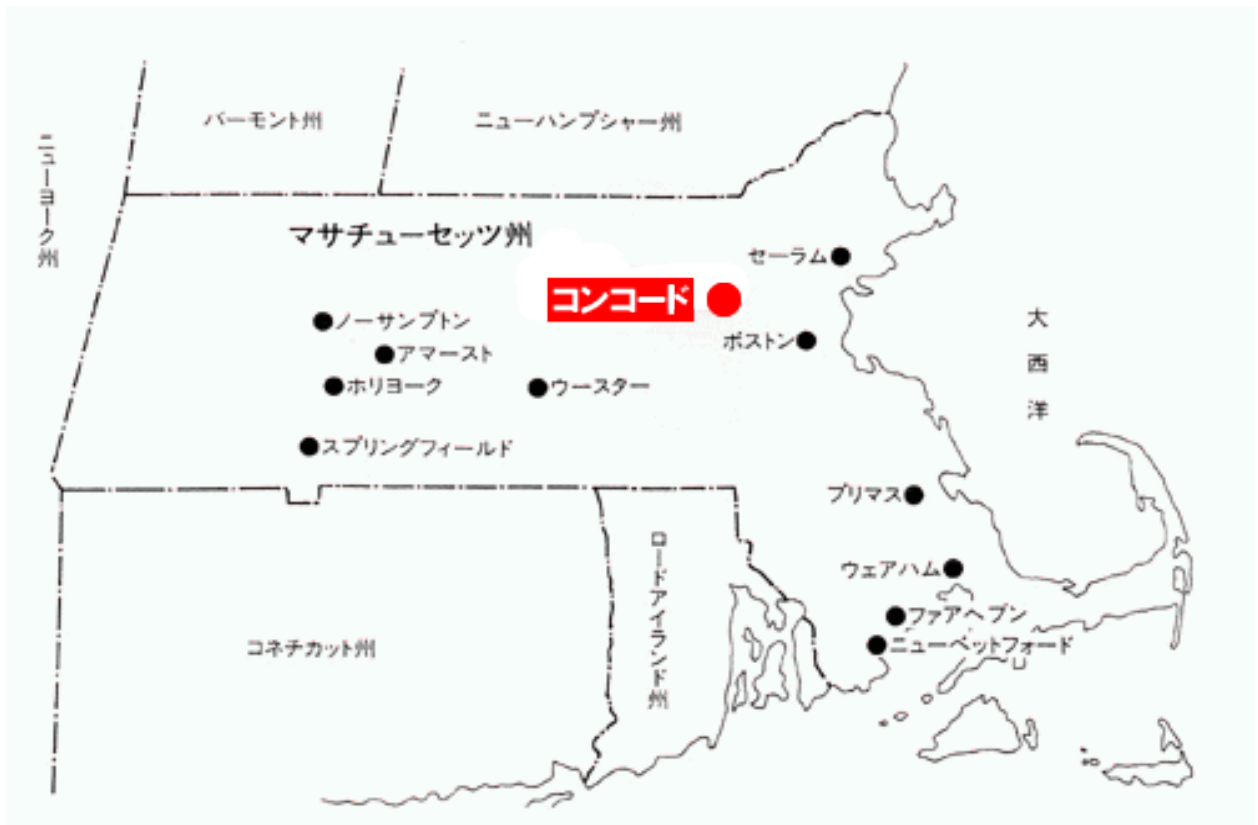 バーモント州
ニューハンプシャー州
ニューヨーク州
マサチューセッツ州
セーラム
コンコード
大西洋
ノーサンプトン
ボストン
アマースト
ホリヨーク
ウースター
スプリングフィールド
プリマス
ロードアイランド州
ウェアハム
ファアヘブン
コネチカット州
ニューベットフォード